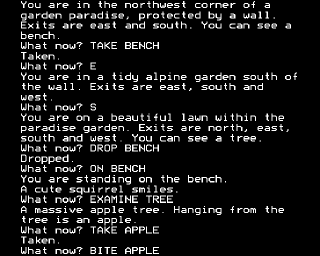 You are in the northwest corner of a
garden paradise, protected by a wall.
Exits are east and south. You can see a
bench.
What now? TAKE BENCH
Taken.
What now? E
You are in a tidy alpine garden south of
the wall. Exits are east, south and
west.
What now? S
You are on a beautiful lawn within the
paradise garden. Exits are north, east,
south and west. You can see a tree.
What now? DROP BENCH
Dropped.
What now? ON BENCH
You are standing on the bench.
A cute squirrel smiles.
What now? EXAMINE TREE
A massive apple tree. Hanging from the
tree is an apple.
What now? TAKE APPLE
Taken.
What now? BITE APPLE